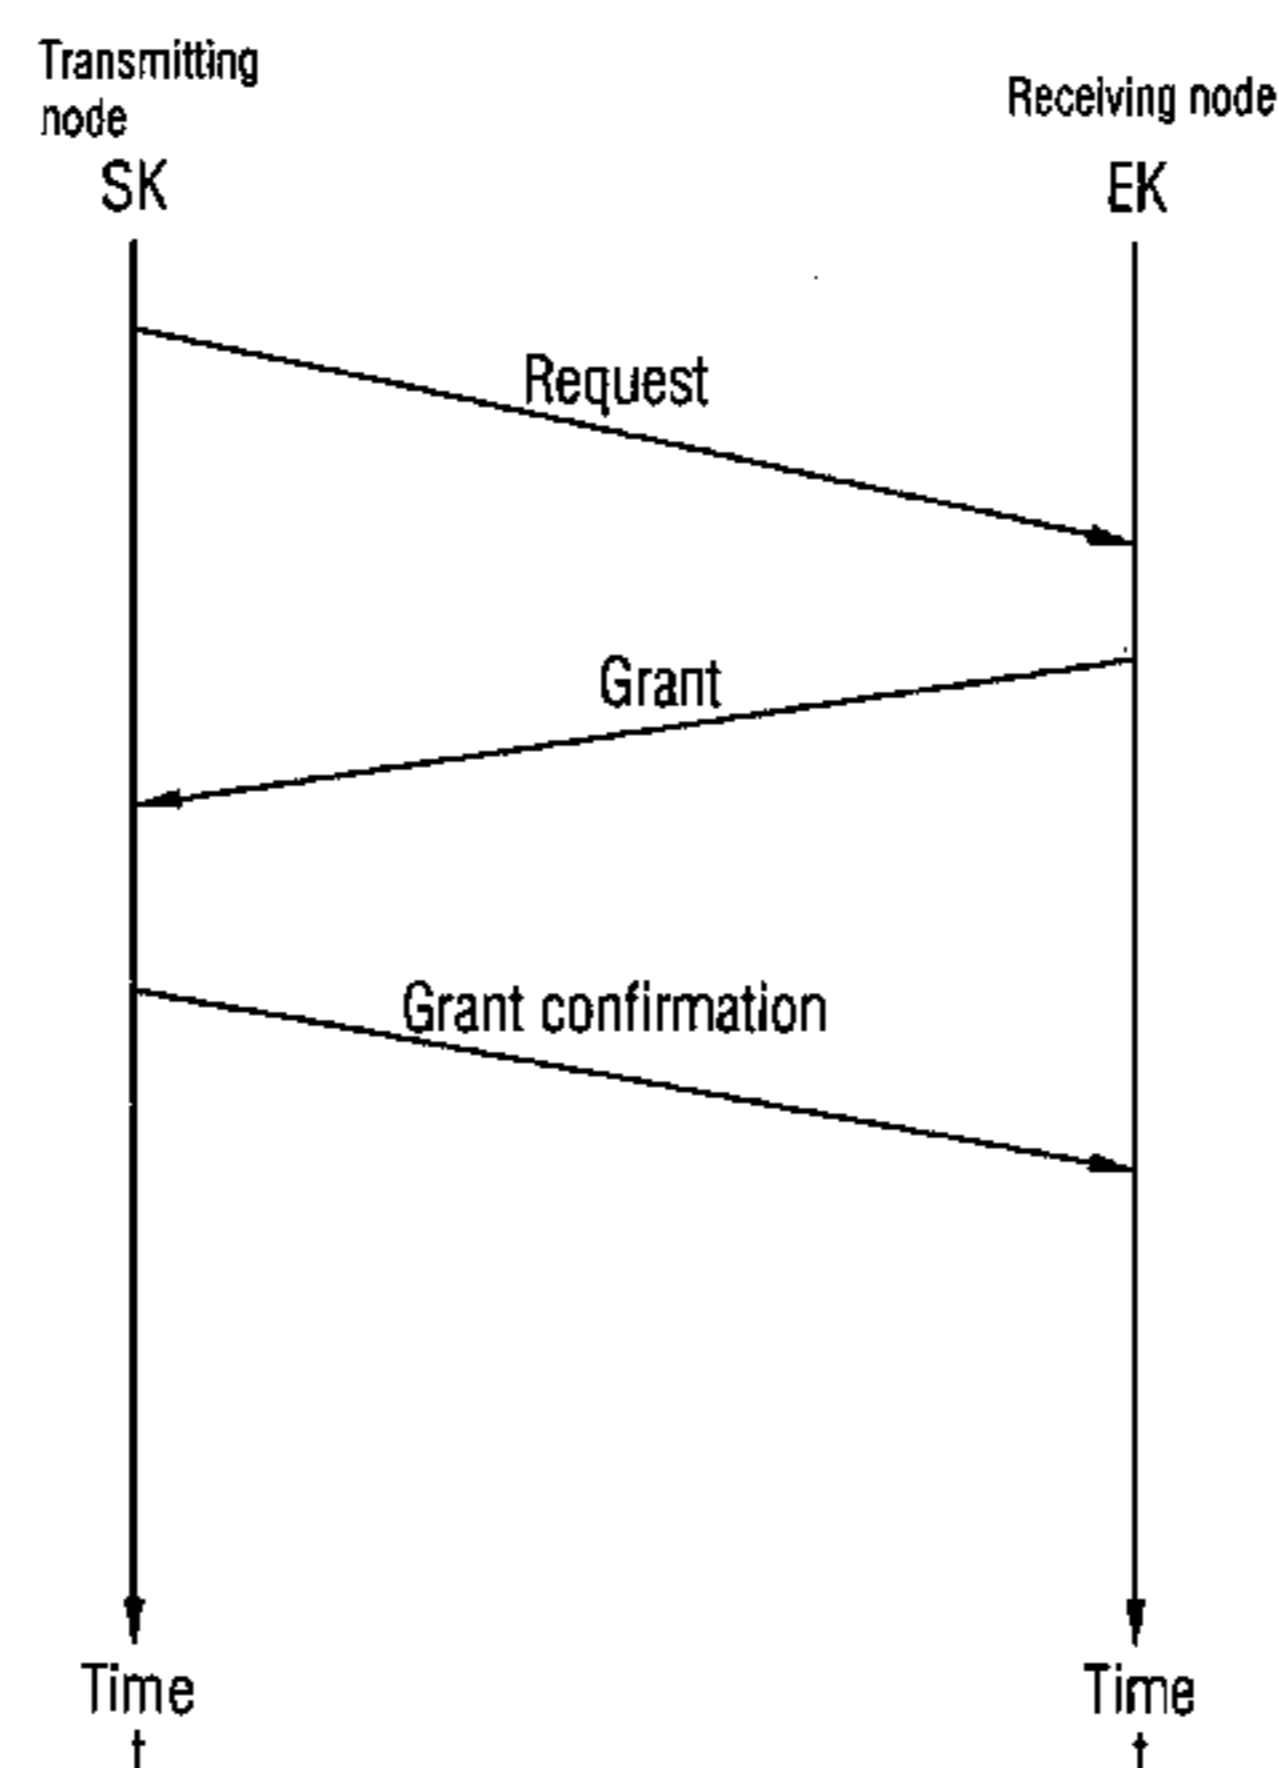 Transmitting
node
Receiving node
SK
EK
Request
Grant
Grant confirmation
Time
Time
t
t